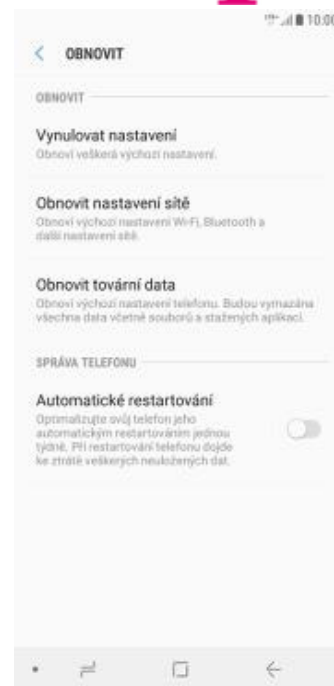 10:00
OBNOVIT
OBNOVIT
Vynulovat nastavení
Obnoví veškerá výchozí nastavení.
Obnovit nastavení sítě
Obnoví výchozí nastavení Wi-Fi, Bluetooth a
další nastavení sítě.
Obnovit tovární data
Obnoví výchozí nastavení telefonu. Budou vymazána
všechna data včetně souborů a stažených aplikací.
SPRÁVA TELEFONU
Automatické restartování
Optimalizujte svůj telefon jeho
automatickým restartováním jednou
týdně. Při restartování telefonu dojde
ke ztrátě veškerých neuložených dat.